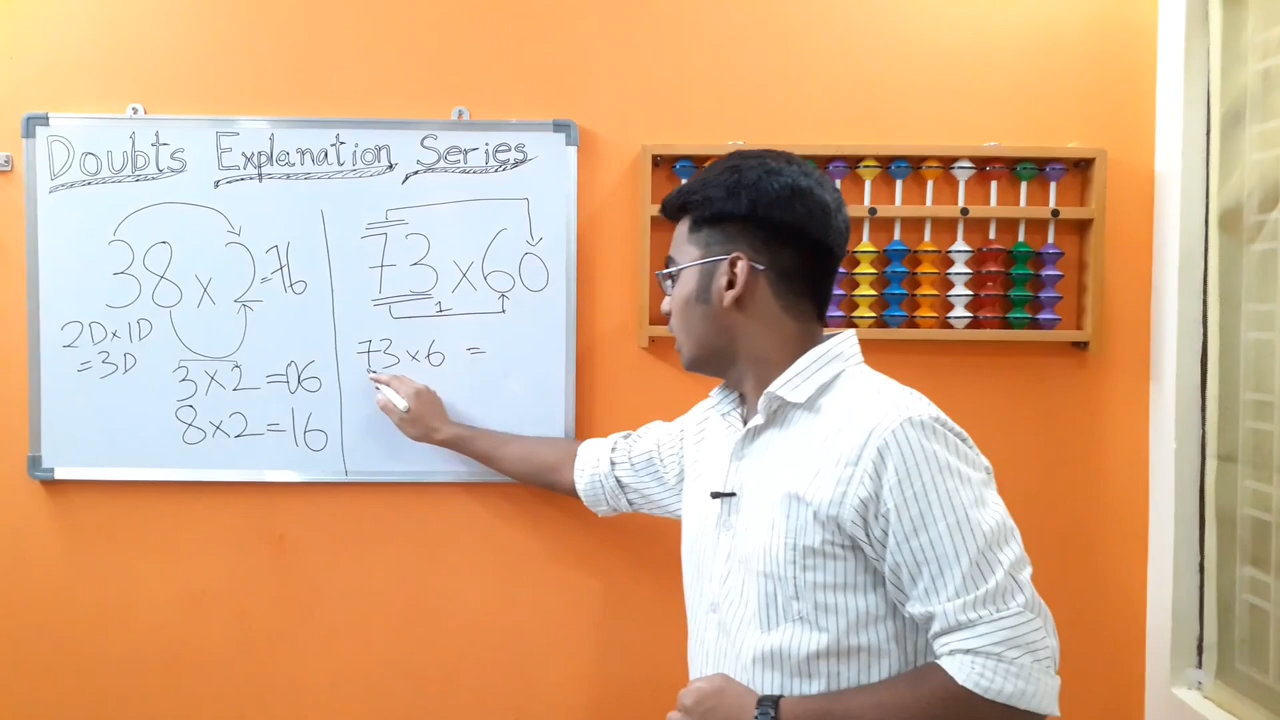 Doubts Explanation Series
38 x 2 = 76
2D x 1D
= 3D
3 x 2 = 06
8 x 2 = 16
73 x 60
1
73 x 6 =